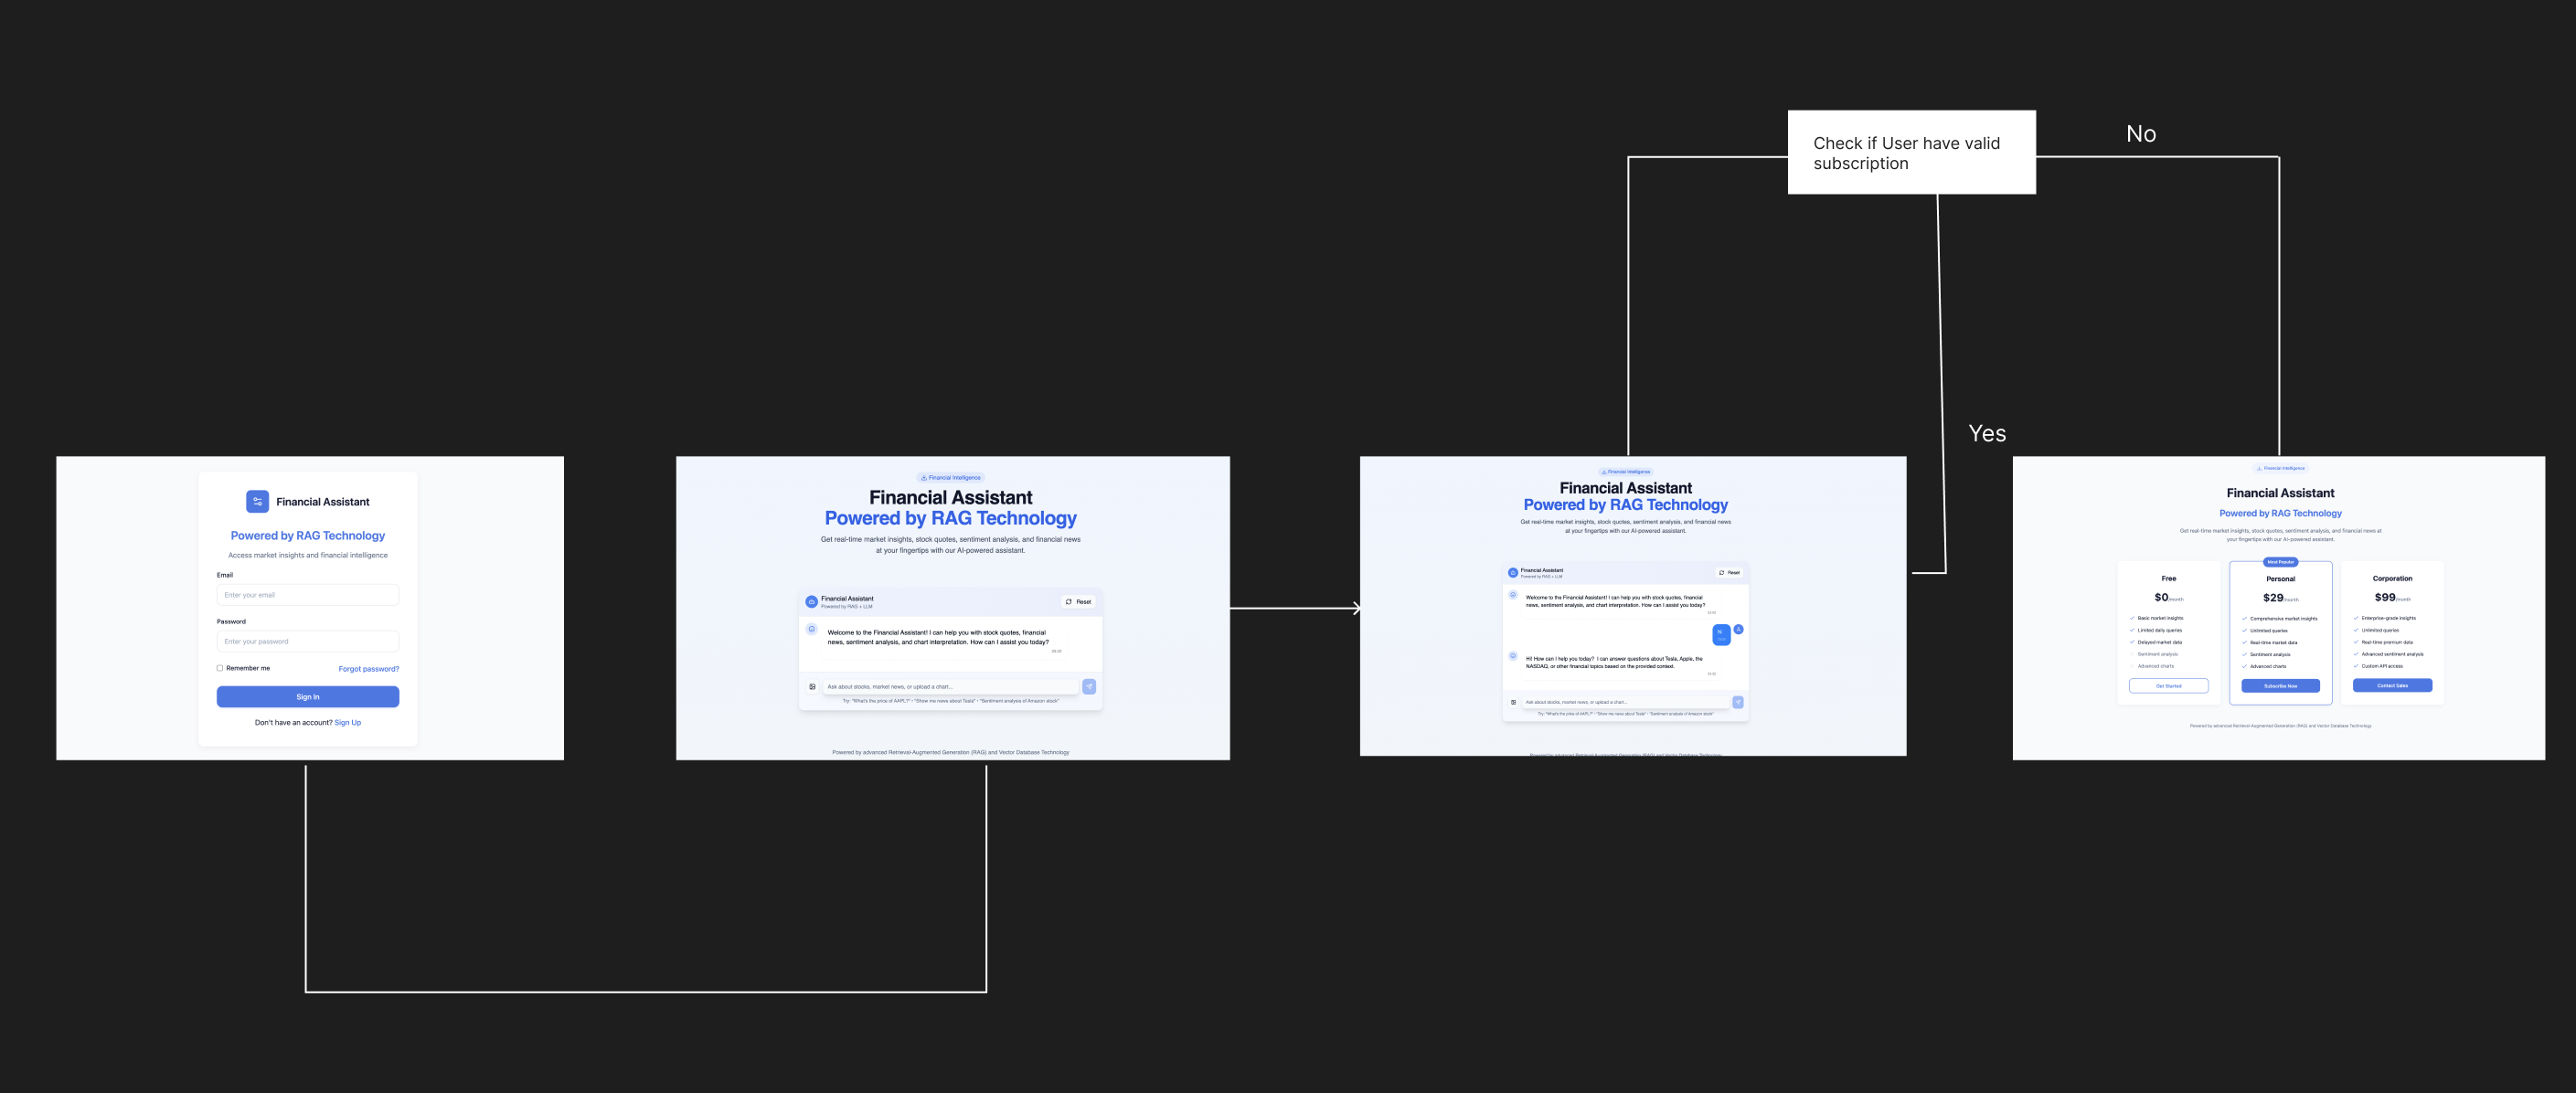 Check if User have valid
subscription
No
Yes
Financial Assistant
Powered by RAG Technology
Access market insights and financial intelligence
Email
Enter your email
Password
Enter your password
Remember me
Forgot password?
Sign In
Don't have an account? Sign Up
Financial Intelligence
Financial Assistant
Powered by RAG Technology
Get real-time market insights, stock quotes, sentiment analysis, and financial news
at your fingertips with our AI-powered assistant.
Financial Assistant
Powered by RAG + LLM
Reset
Welcome to the Financial Assistant! I can help you with stock quotes, financial
news, sentiment analysis, and chart interpretation. How can I assist you today?
Ask about stocks, market news, or upload a chart...
Try: "What's the price of AAPL?" • "Show me news about Tesla" • "Sentiment analysis of Amazon stock"
Powered by advanced Retrieval-Augmented Generation (RAG) and Vector Database Technology
Financial Intelligence
Financial Assistant
Powered by RAG Technology
Get real-time market insights, stock quotes, sentiment analysis, and financial news
at your fingertips with our AI-powered assistant.
Financial Assistant
Powered by RAG + LLM
Reset
Welcome to the Financial Assistant! I can help you with stock quotes, financial
news, sentiment analysis, and chart interpretation. How can I assist you today?
Hi! How can I help you today? I can answer questions about Tesla, Apple, the
NASDAQ, or other financial topics based on the provided context.
Ask about stocks, market news, or upload a chart...
Try: "What's the price of AAPL?" • "Show me news about Tesla" • "Sentiment analysis of Amazon stock"
Financial Intelligence
Financial Assistant
Powered by RAG Technology
Get real-time market insights, stock quotes, sentiment analysis, and financial news at
your fingertips with our AI-powered assistant.
Free
$0/month
Basic market insights
Limited daily queries
Delayed market data
Sentiment analysis
Advanced charts
Get Started
Most Popular
Personal
$29/month
Comprehensive market insights
Unlimited queries
Real-time market data
Sentiment analysis
Advanced charts
Subscribe Now
Corporation
$99/month
Enterprise-grade insights
Unlimited queries
Real-time premium data
Advanced sentiment analysis
Custom API access
Contact Sales
Powered by advanced Retrieval-Augmented Generation (RAG) and Vector Database Technology